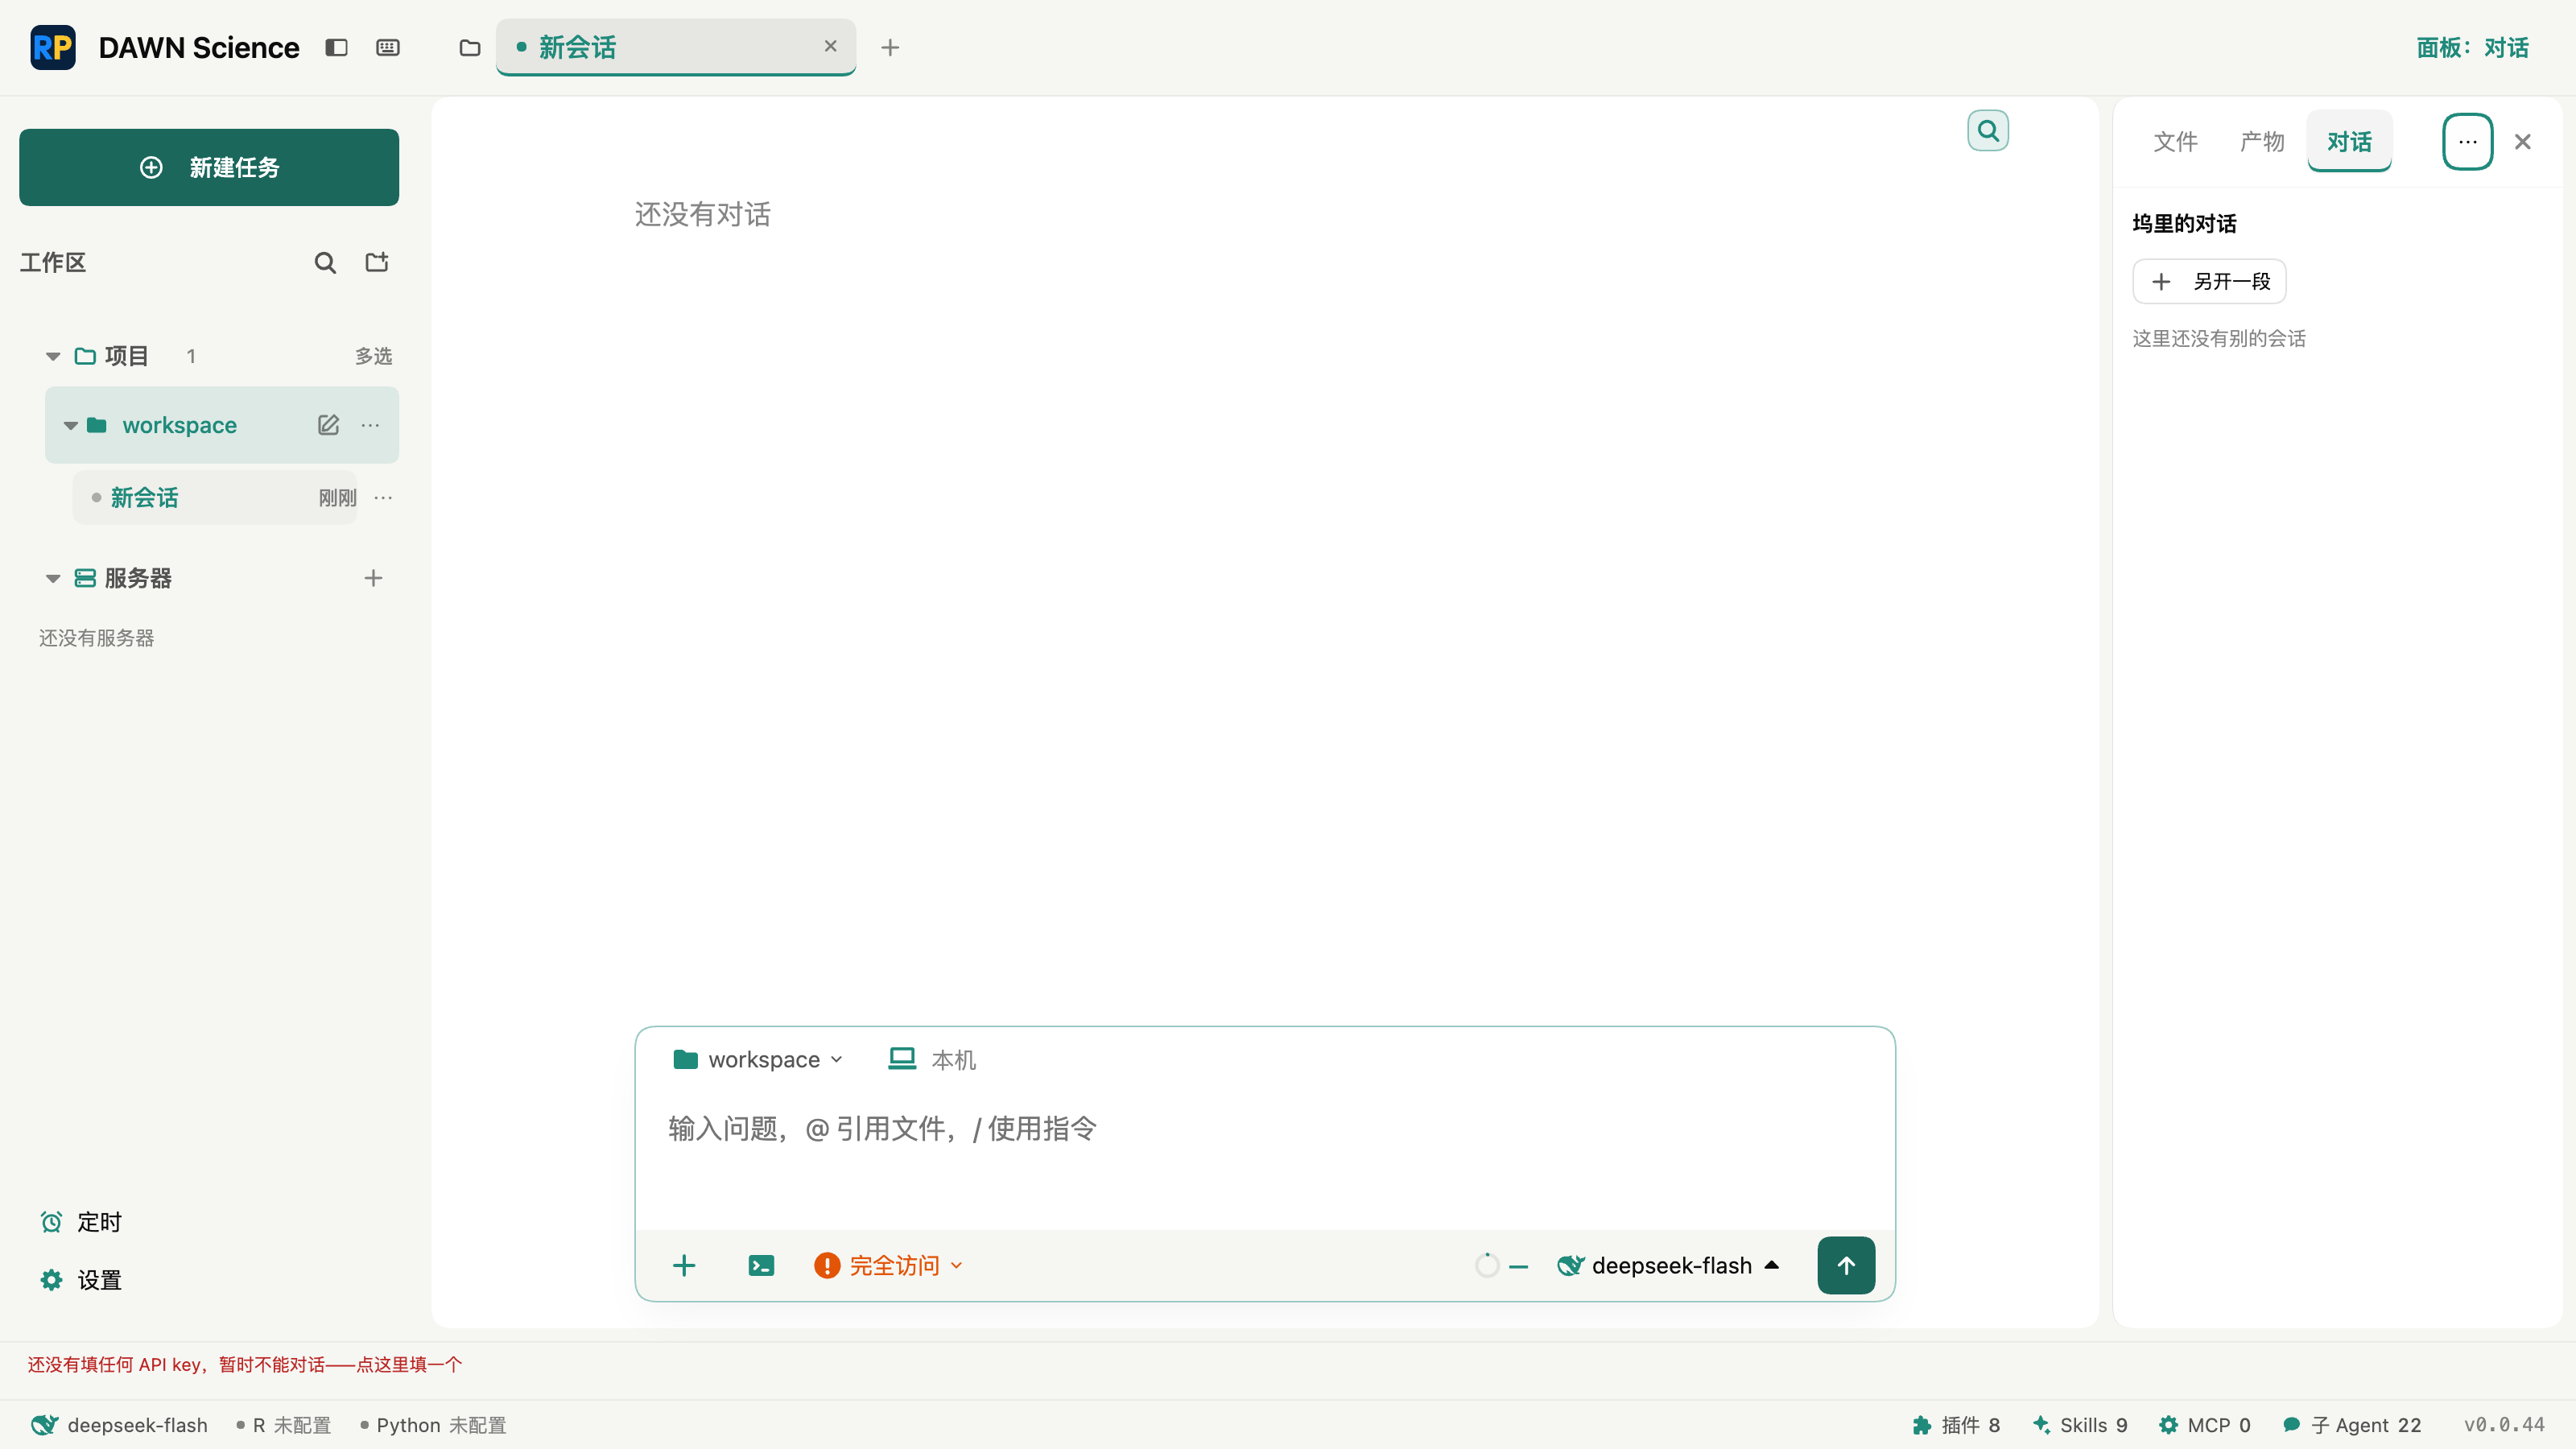 RP DAWN Science 新会话 面板：对话
新建任务
工作区
项目 1 多选
workspace
新会话 刚刚
服务器
还没有服务器
定时
设置
还没有对话
workspace 本机
输入问题，@ 引用文件，/ 使用指令
完全访问 deepseek-flash
文件 产物 对话
坞里的对话
另开一段
这里还没有别的会话
还没有填任何 API key，暂时不能对话——点这里填一个
deepseek-flash R 未配置 Python 未配置 插件 8 Skills 9 MCP 0 子 Agent 22 v0.0.44